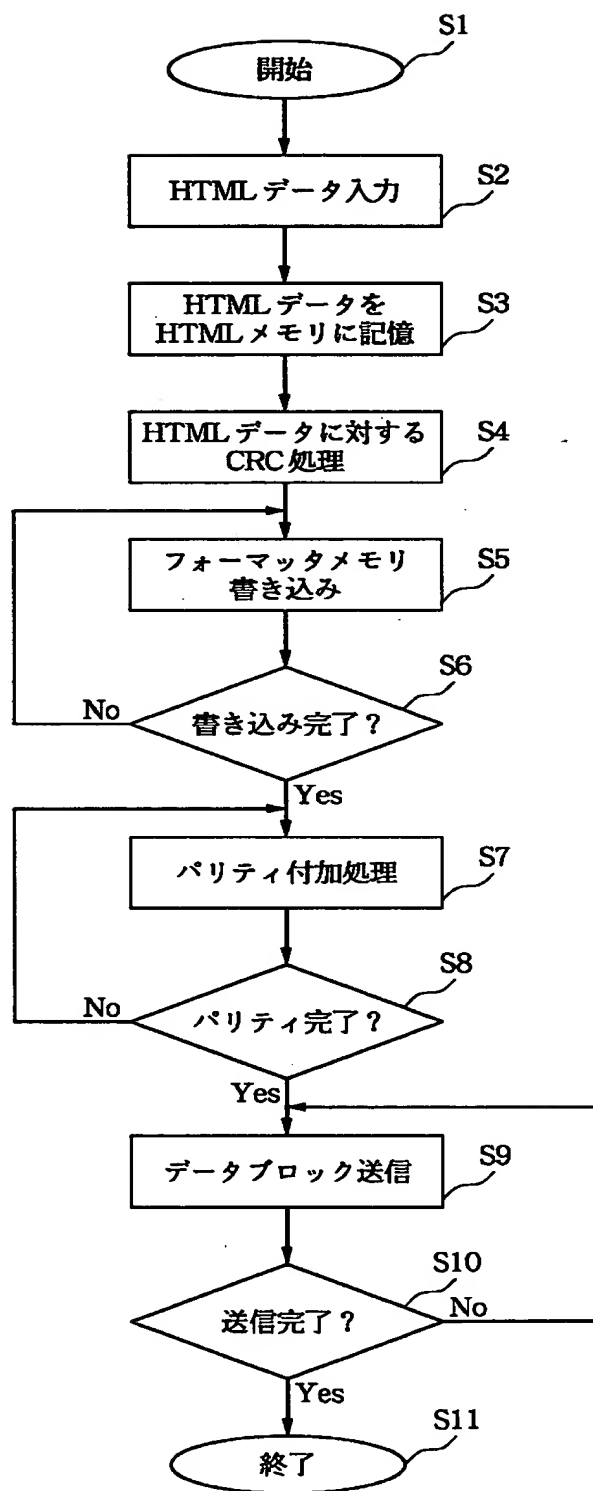 S1
開始
S2
HTMLデータ入力
S3
HTMLデータを
HTMLメモリに記憶
S4
HTMLデータに対する
CRC処理
S5
フォーマッタメモリ
書き込み
S6
書き込み完了？
No
Yes
S7
パリティ付加処理
S8
パリティ完了？
No
Yes
S9
データブロック送信
S10
送信完了？
No
Yes
S11
終了